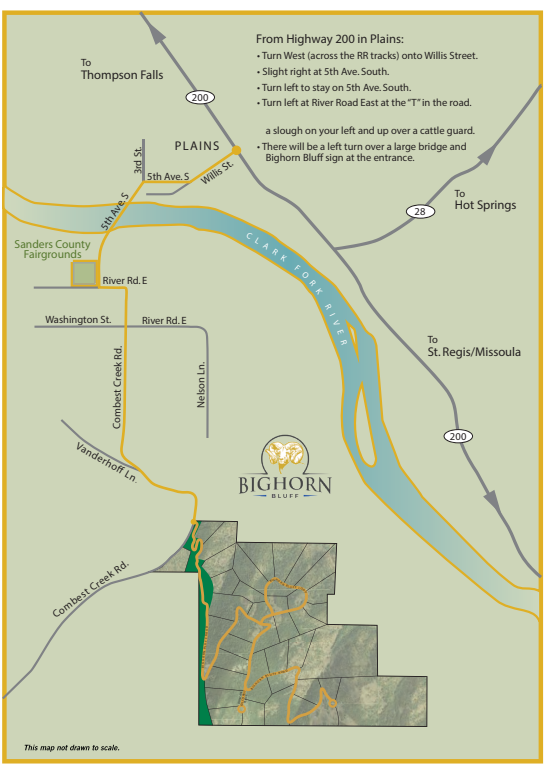 From Highway 200 in Plains:
• Turn West (across the RR tracks) onto Willis Street.
• Slight right at 5th Ave. South.
• Turn left to stay on 5th Ave. South.
• Turn left at River Road East at the "T" in the road.
a slough on your left and up over a cattle guard.
• There will be a left turn over a large bridge and
Bighorn Bluff sign at the entrance.
To
Thompson Falls
200
PLAINS
3rd St.
5th Ave. S
Willis St.
5th Ave. S
To
Hot Springs
28
CLARK FORK RIVER
Sanders County
Fairgrounds
River Rd. E
Washington St.
River Rd. E
Combest Creek Rd.
Nelson Ln.
To
St. Regis/Missoula
200
Vanderhoff Ln.
BIGHORN
BLUFF
Combest Creek Rd.
This map not drawn to scale.